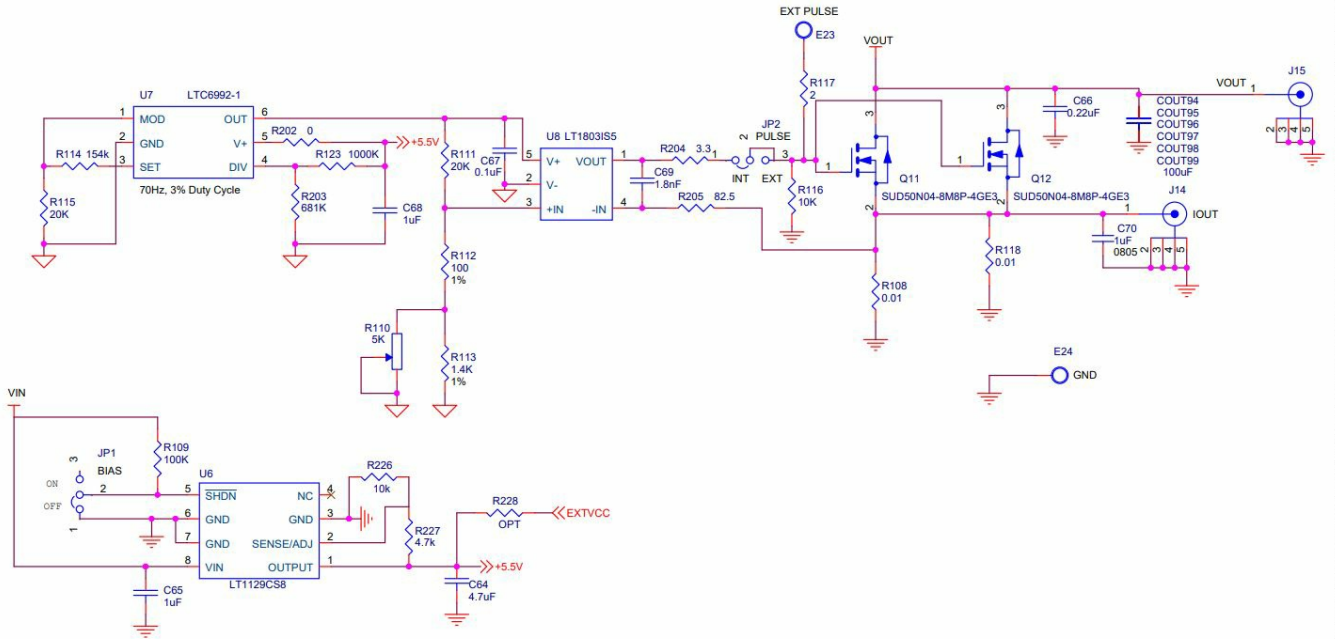 EXT PULSE
E23
VOUT
R117
2
U7 LTC6992-1
1 MOD OUT 6
2 GND V+ 5
3 SET DIV 4
R202 0
+5.5V
R114 154k
R123 1000K
70Hz, 3% Duty Cycle
R115
20K
R203
681K
C68
1uF
R111
20K
C67
0.1uF
U8 LT1803IS5
5 V+ VOUT 1
2 V-
3 +IN -IN 4
C69
1.8nF
R204 3.3
R205 82.5
JP2
2 PULSE
1 3
INT EXT
R116
10K
3
1
Q11
2
SUD50N04-8M8P-4GE3
3
1
Q12
2
SUD50N04-8M8P-4GE3
C66
0.22uF
COUT94
COUT95
COUT96
COUT97
COUT98
COUT99
100uF
VOUT 1
J15
2 3 4 5
J14
1
IOUT
2 3 4 5
C70
1uF
0805
R118
0.01
R108
0.01
R112
100
1%
R110
5K
R113
1.4K
1%
E24
GND
VIN
R109
100K
JP1
BIAS
3
ON
2
OFF
1
U6
5 SHDN NC 4
6 GND GND 3
7 GND SENSE/ADJ 2
8 VIN OUTPUT 1
LT1129CS8
R226
10k
R227
4.7k
R228
OPT
EXTVCC
+5.5V
C64
4.7uF
C65
1uF